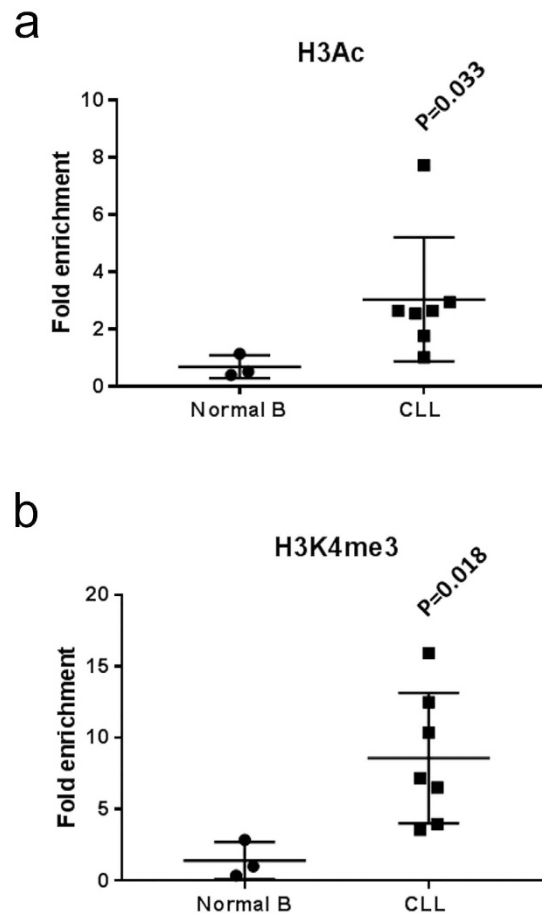 a
H3Ac
P=0.033
Fold enrichment
10
8
6
4
2
0
Normal B
CLL
b
H3K4me3
P=0.018
Fold enrichment
20
15
10
5
0
Normal B
CLL